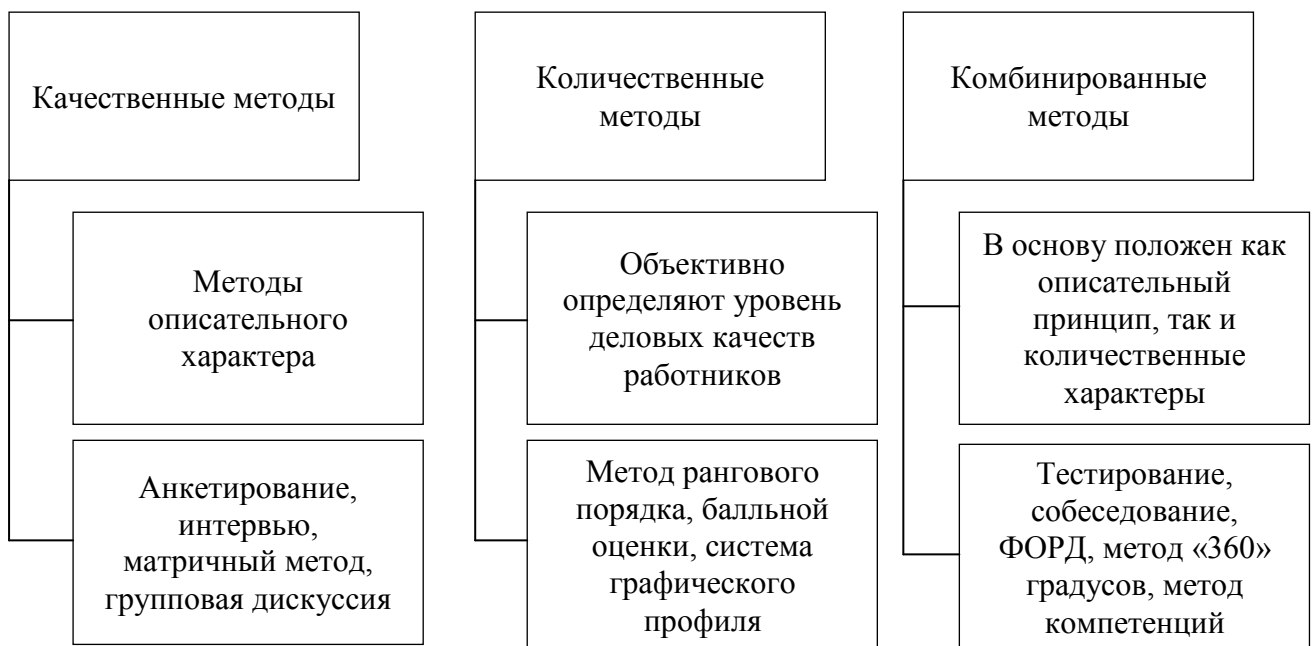 Качественные методы
Методы
описательного
характера
Анкетирование,
интервью,
матричный метод,
групповая дискуссия
Количественные
методы
Объективно
определяют уровень
деловых качеств
работников
Метод рангового
порядка, балльной
оценки, система
графического
профиля
Комбинированные
методы
В основу положен как
описательный
принцип, так и
количественные
характеры
Тестирование,
собеседование,
ФОРД, метод «360»
градусов, метод
компетенций